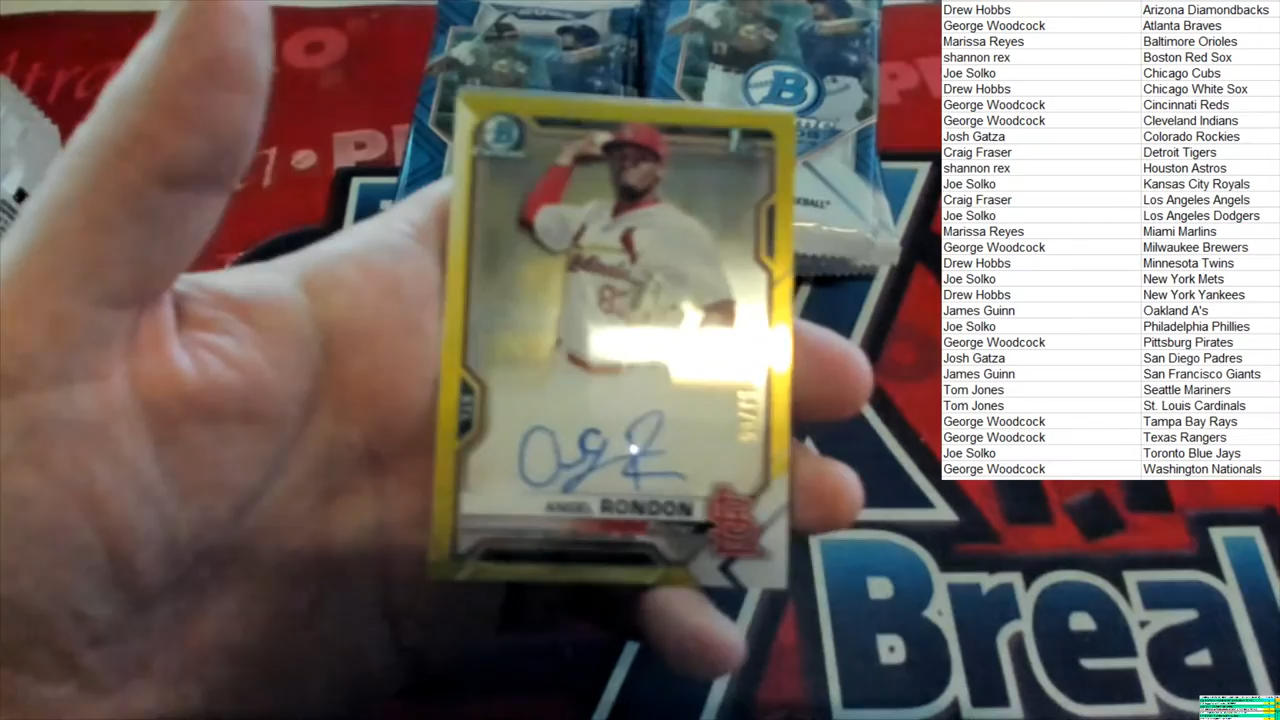 Drew Hobbs Arizona Diamondbacks
George Woodcock Atlanta Braves
Marissa Reyes Baltimore Orioles
shannon rex Boston Red Sox
Joe Solko Chicago Cubs
Drew Hobbs Chicago White Sox
George Woodcock Cincinnati Reds
George Woodcock Cleveland Indians
Josh Gatza Colorado Rockies
Craig Fraser Detroit Tigers
shannon rex Houston Astros
Joe Solko Kansas City Royals
Craig Fraser Los Angeles Angels
Joe Solko Los Angeles Dodgers
Marissa Reyes Miami Marlins
George Woodcock Milwaukee Brewers
Drew Hobbs Minnesota Twins
Joe Solko New York Mets
Drew Hobbs New York Yankees
James Guinn Oakland A's
Joe Solko Philadelphia Phillies
George Woodcock Pittsburg Pirates
Josh Gatza San Diego Padres
James Guinn San Francisco Giants
Tom Jones Seattle Mariners
Tom Jones St. Louis Cardinals
George Woodcock Tampa Bay Rays
George Woodcock Texas Rangers
Joe Solko Toronto Blue Jays
George Woodcock Washington Nationals
B
ANGEL RONDON
Break